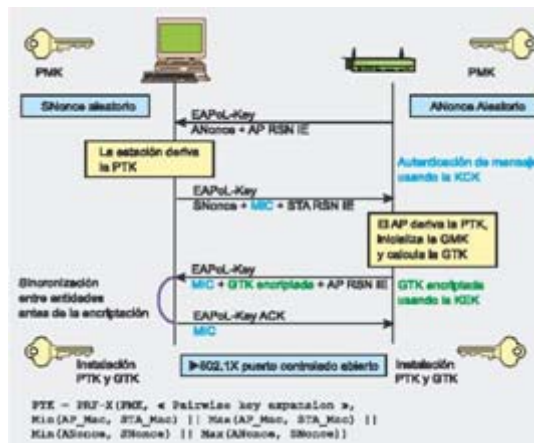 PMK
PMK
SNonce aleatorio
ANonce Aleatorio
EAPoL-Key
ANonce + AP RSN IE
La estación deriva
la PTK
Autenticación de mensaje
usando la KCK
EAPoL-Key
SNonce + MIC + STA RSN IE
El AP deriva la PTK,
inicializa la GMK
y calcula la GTK
EAPoL-Key
MIC + GTK encriptada + AP RSN IE
GTK encriptada
usando la KEK
Sincronización
entre entidades
antes de la encriptación
EAPoL-Key ACK
MIC
Instalación
PTK y GTK
802.1X puerto controlado abierto
Instalación
PTK y GTK
PTK = PRF-X(PMK, « Pairwise key expansion »,
Min(AP_Mac, STA_Mac) || Max(AP_Mac, STA_Mac) ||
Min(ANonce, SNonce) || Max(ANonce, SNonce))